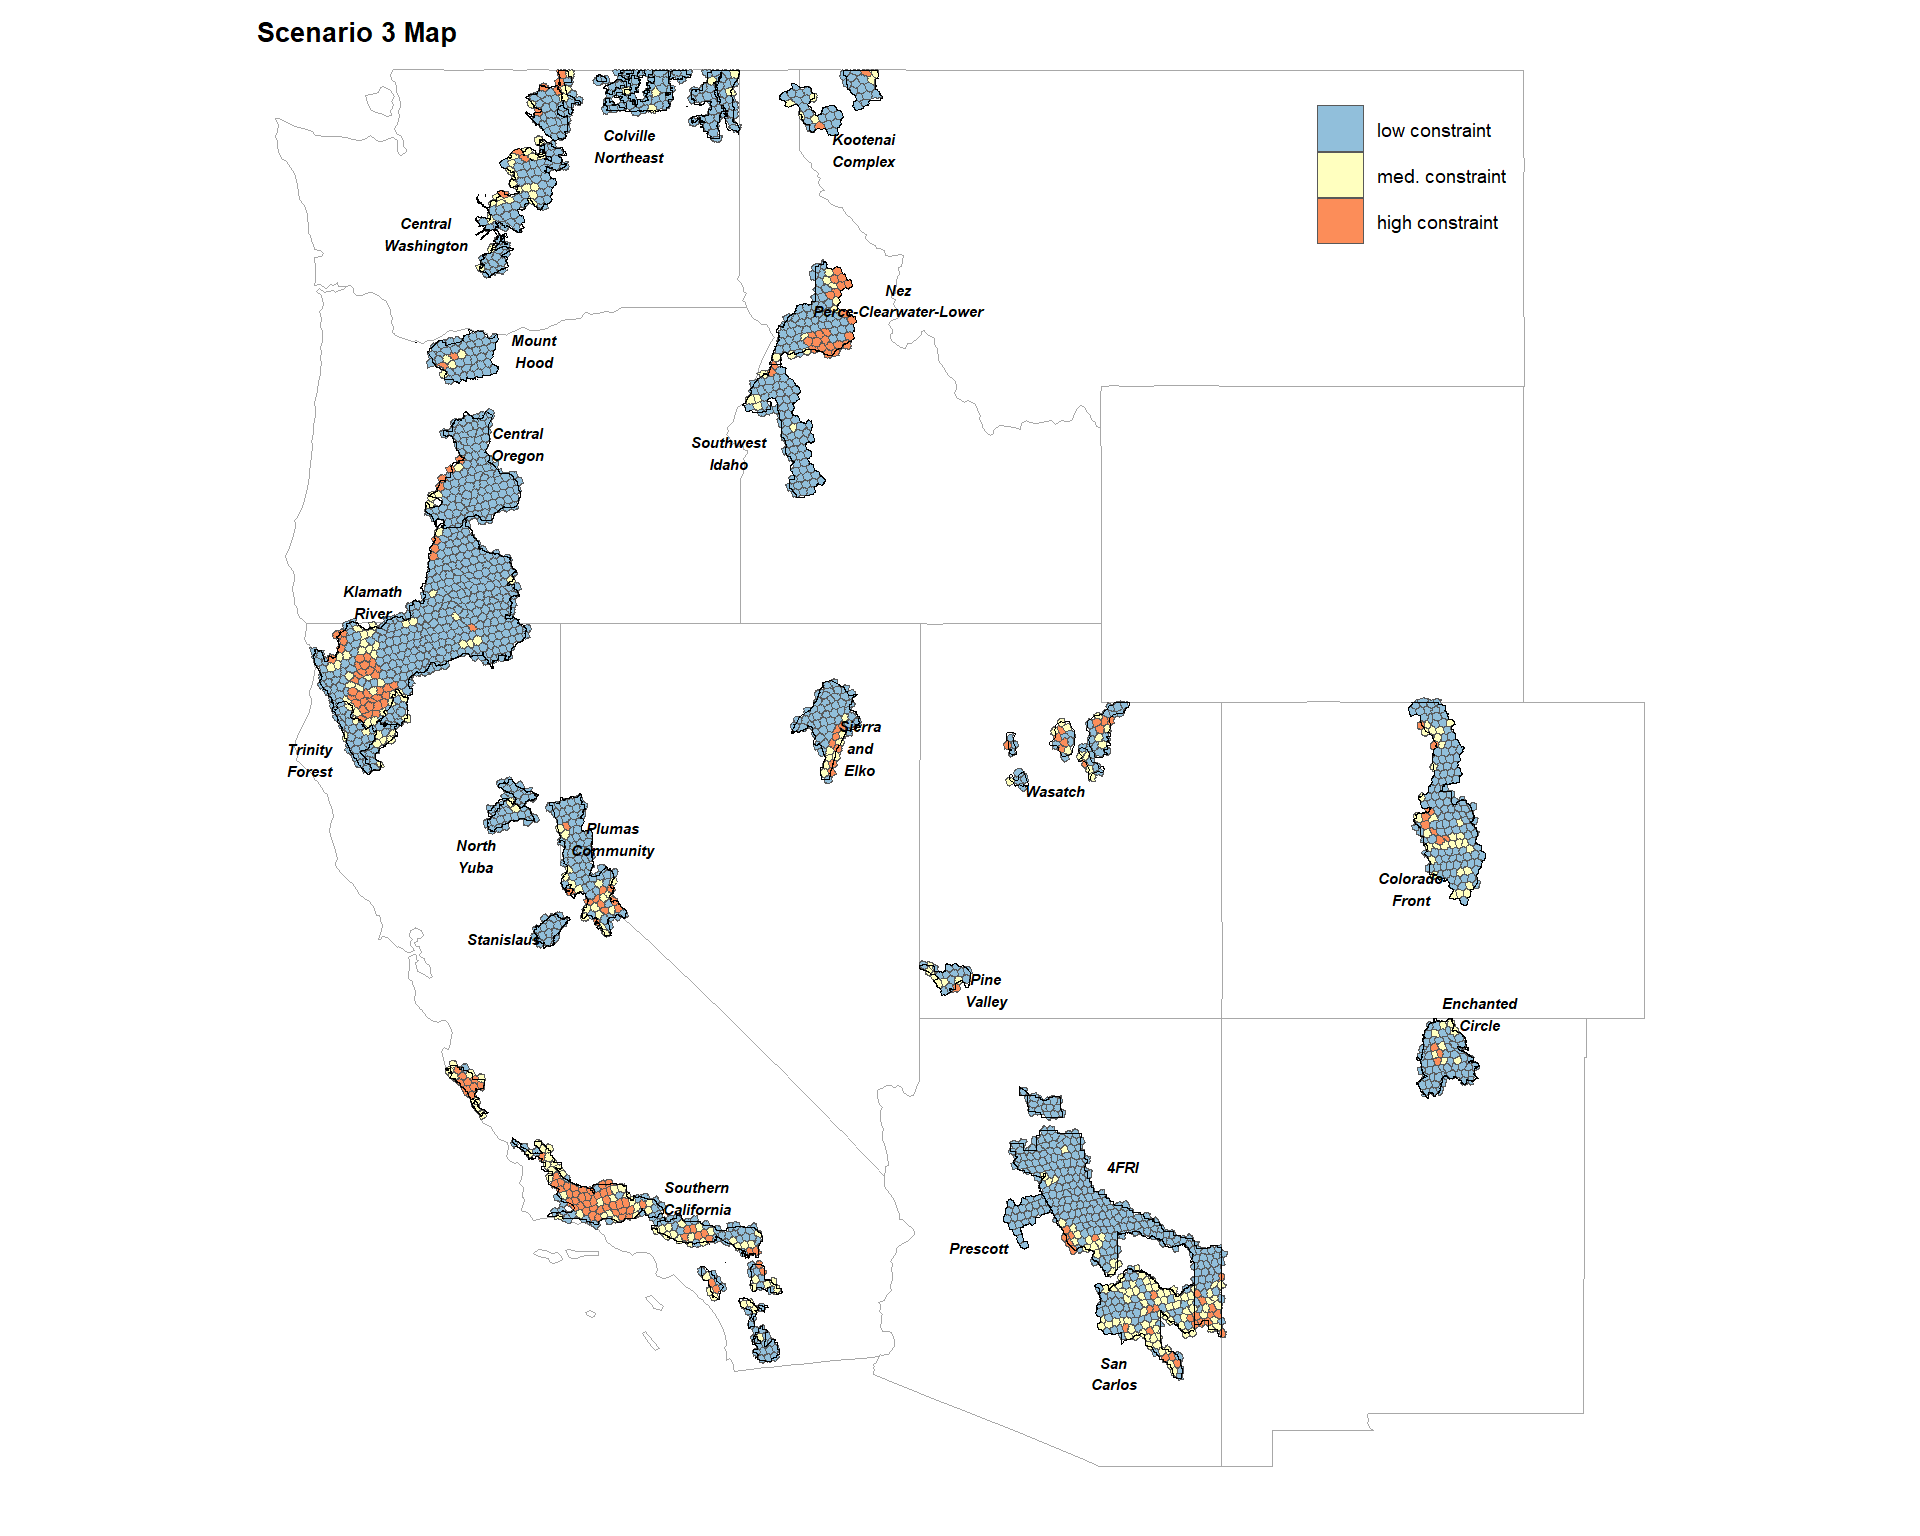 Scenario 3 Map
low constraint
med. constraint
high constraint
Colville
Northeast
Kootenai
Complex
Central
Washington
Nez
Perce-Clearwater-Lower
Mount
Hood
Central
Oregon
Southwest
Idaho
Klamath
River
Trinity
Forest
Sierra
and
Elko
Wasatch
North
Yuba
Plumas
Community
Stanislaus
Colorado
Front
Pine
Valley
Enchanted
Circle
4FRI
Southern
California
Prescott
San
Carlos